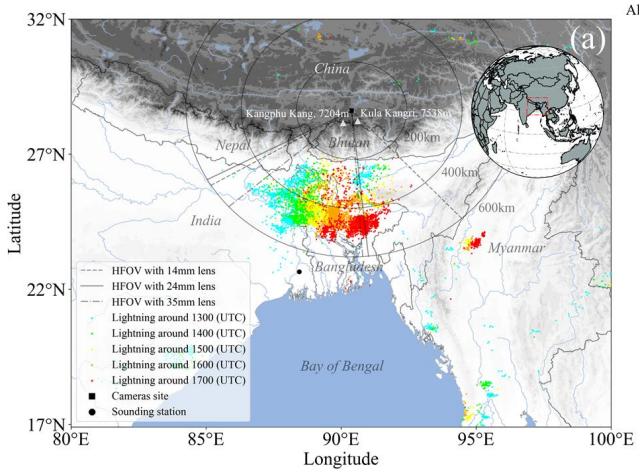 Al
(a)
32°N
27°N
22°N
17°N
Latitude
China
Kangphu Kang, 7204m
Kula Kangri, 7538m
Nepal
Bhutan
200km
400km
600km
India
Myanmar
Bangladesh
Bay of Bengal
HFOV with 14mm lens
HFOV with 24mm lens
HFOV with 35mm lens
Lightning around 1300 (UTC)
Lightning around 1400 (UTC)
Lightning around 1500 (UTC)
Lightning around 1600 (UTC)
Lightning around 1700 (UTC)
Cameras site
Sounding station
80°E
85°E
90°E
95°E
100°E
Longitude